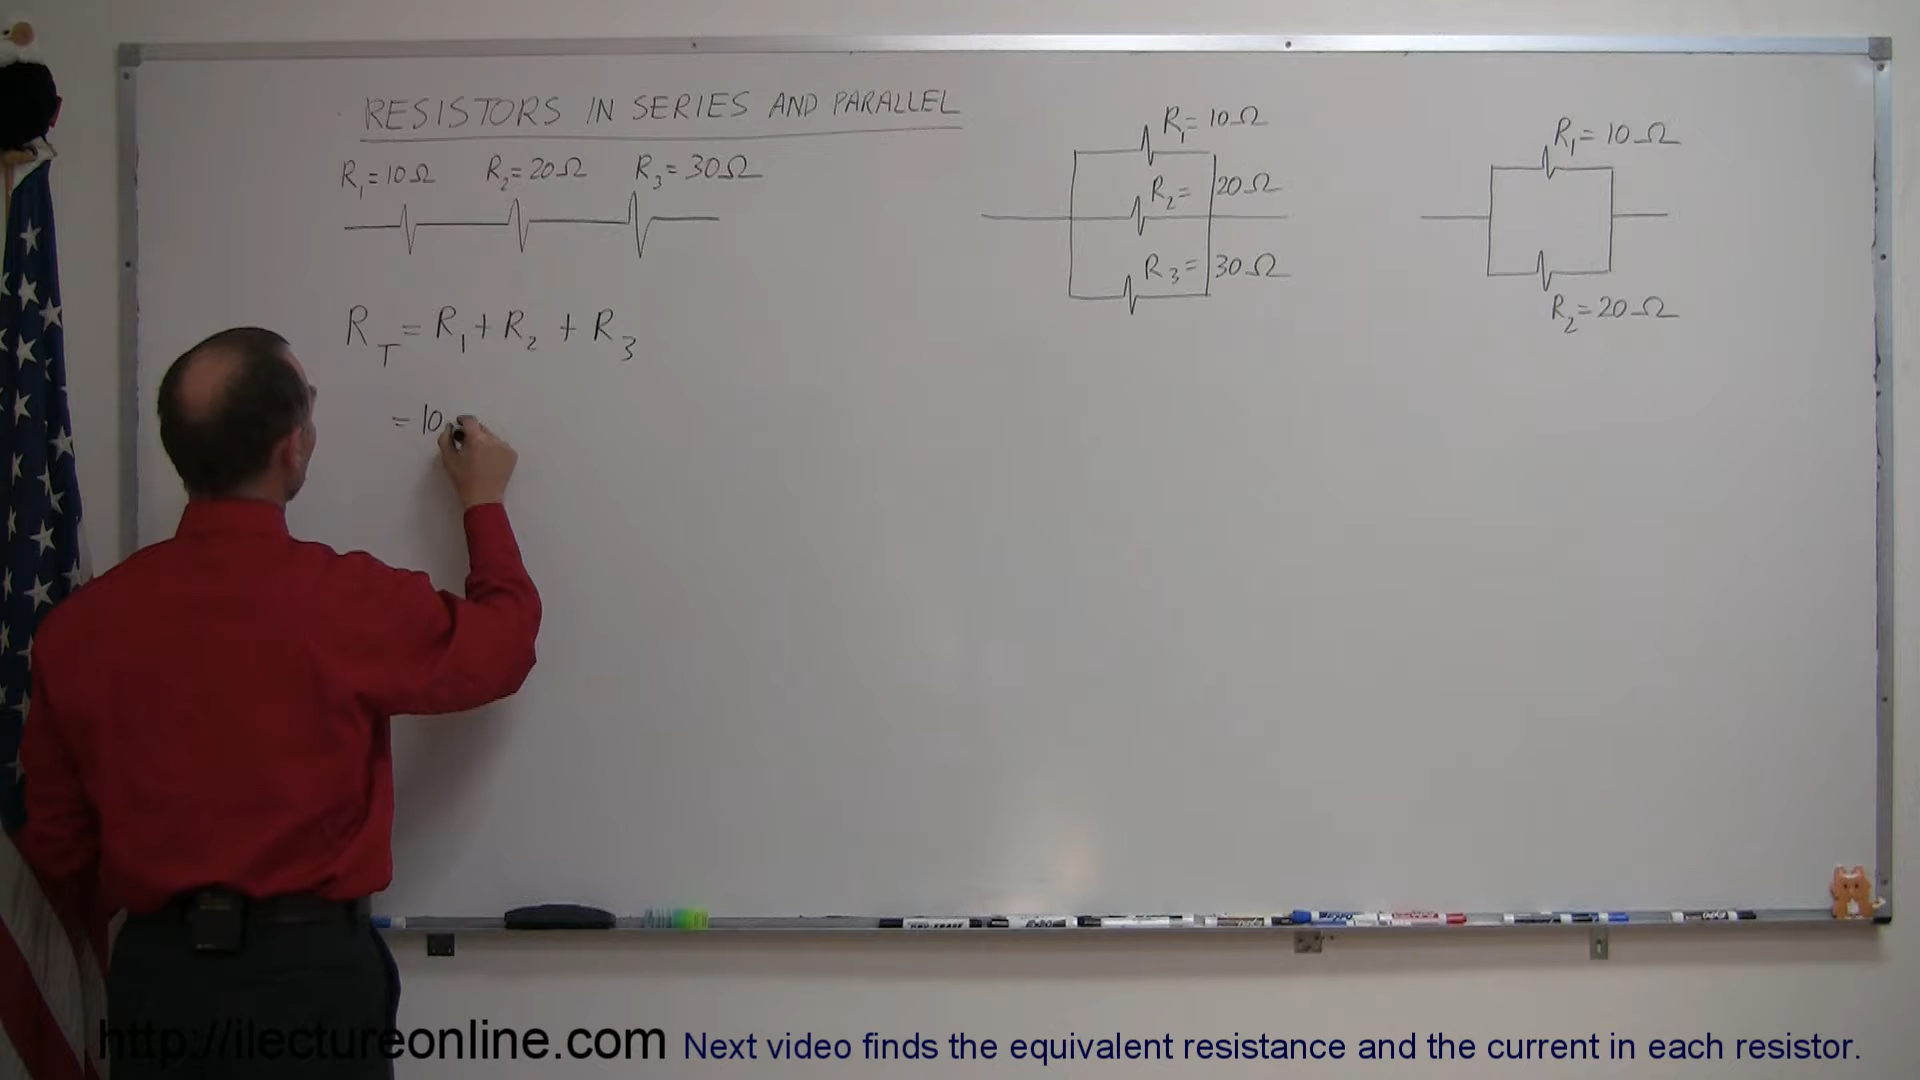 RESISTORS IN SERIES AND PARALLEL
R₁=10Ω R₂=20Ω R₃=30Ω
R_T = R₁ + R₂ + R₃
= 10
R₁=10Ω
R₂=20Ω
R₃=30Ω
R₁=10Ω
R₂=20Ω
EXPO
http://ilectureonline.com Next video finds the equivalent resistance and the current in each resistor.